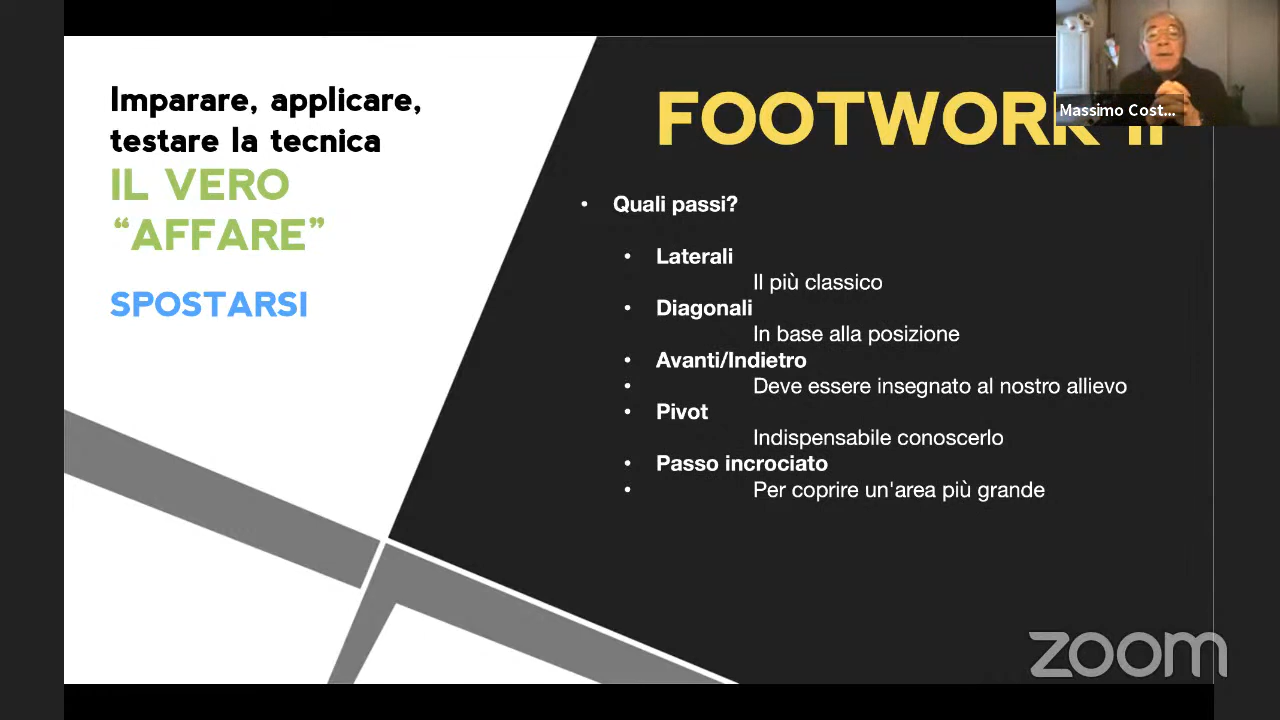 Imparare, applicare,
testare la tecnica
IL VERO
“AFFARE”
SPOSTARSI
FOOTWORK II
• Quali passi?
• Laterali
Il più classico
• Diagonali
In base alla posizione
• Avanti/Indietro
• Deve essere insegnato al nostro allievo
• Pivot
Indispensabile conoscerlo
• Passo incrociato
• Per coprire un'area più grande
Massimo Cost...
zoom